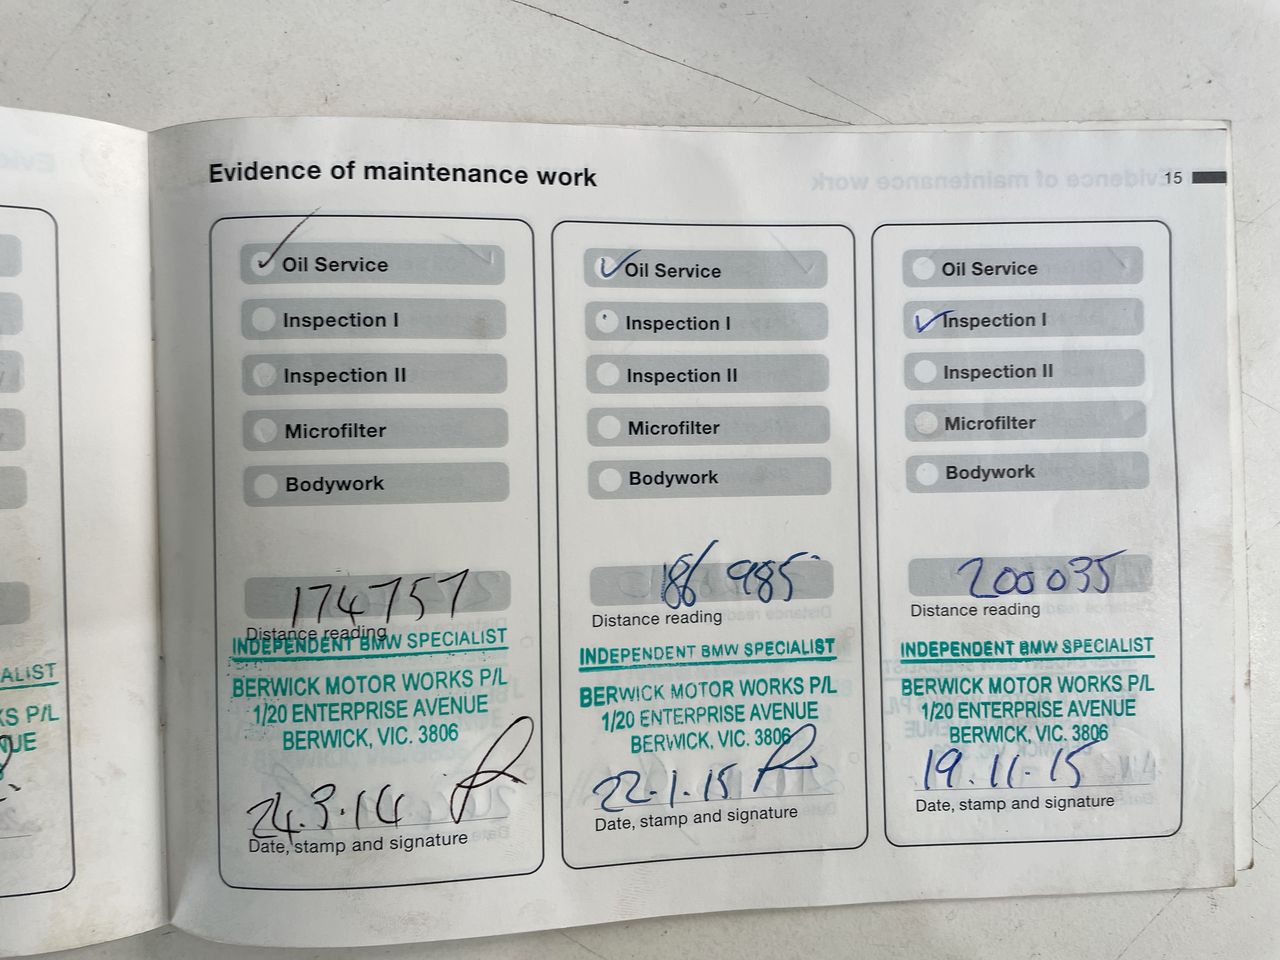 Evidence of maintenance work
15
Oil Service
Inspection I
Inspection II
Microfilter
Bodywork
174757
Distance reading
INDEPENDENT BMW SPECIALIST
BERWICK MOTOR WORKS P/L
1/20 ENTERPRISE AVENUE
BERWICK, VIC. 3806
24.3.14
Date, stamp and signature
Oil Service
Inspection I
Inspection II
Microfilter
Bodywork
186 985
Distance reading
INDEPENDENT BMW SPECIALIST
BERWICK MOTOR WORKS P/L
1/20 ENTERPRISE AVENUE
BERWICK, VIC. 3806
22.1.15
Date, stamp and signature
Oil Service
Inspection I
Inspection II
Microfilter
Bodywork
200035
Distance reading
INDEPENDENT BMW SPECIALIST
BERWICK MOTOR WORKS P/L
1/20 ENTERPRISE AVENUE
BERWICK, VIC. 3806
19.11.15
Date, stamp and signature